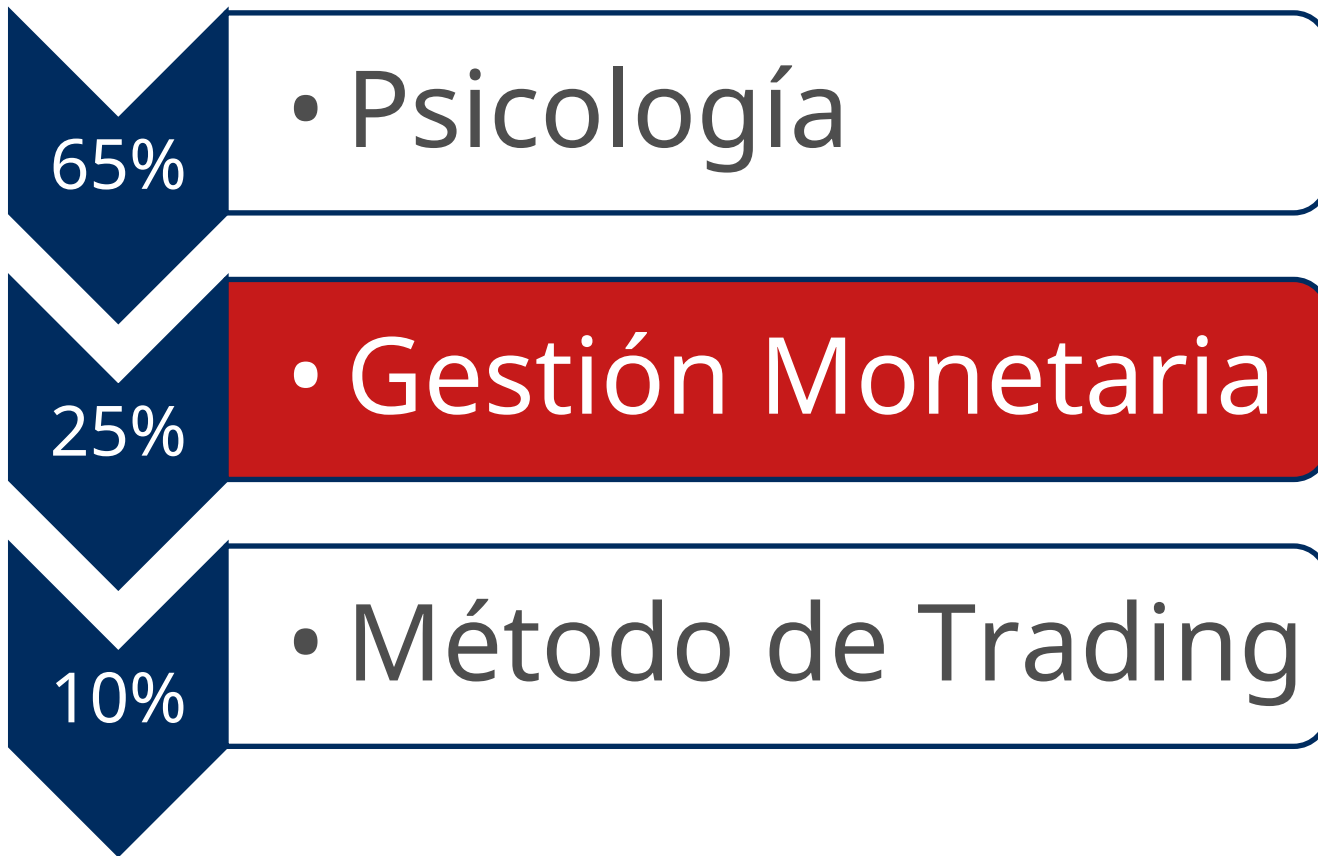 65%
• Psicología
25%
• Gestión Monetaria
10%
• Método de Trading